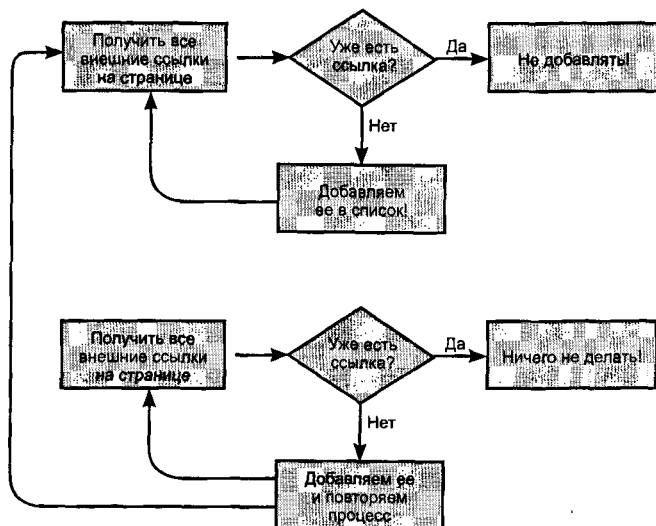 Получить все
внешние ссылки
на странице
Уже есть
ссылка?
Да
Не добавлять!
Нет
Добавляем
ее в список!
Получить все
внешние ссылки
на странице
Уже есть
ссылка?
Да
Ничего не делать!
Нет
Добавляем ее
и повторяем
процесс